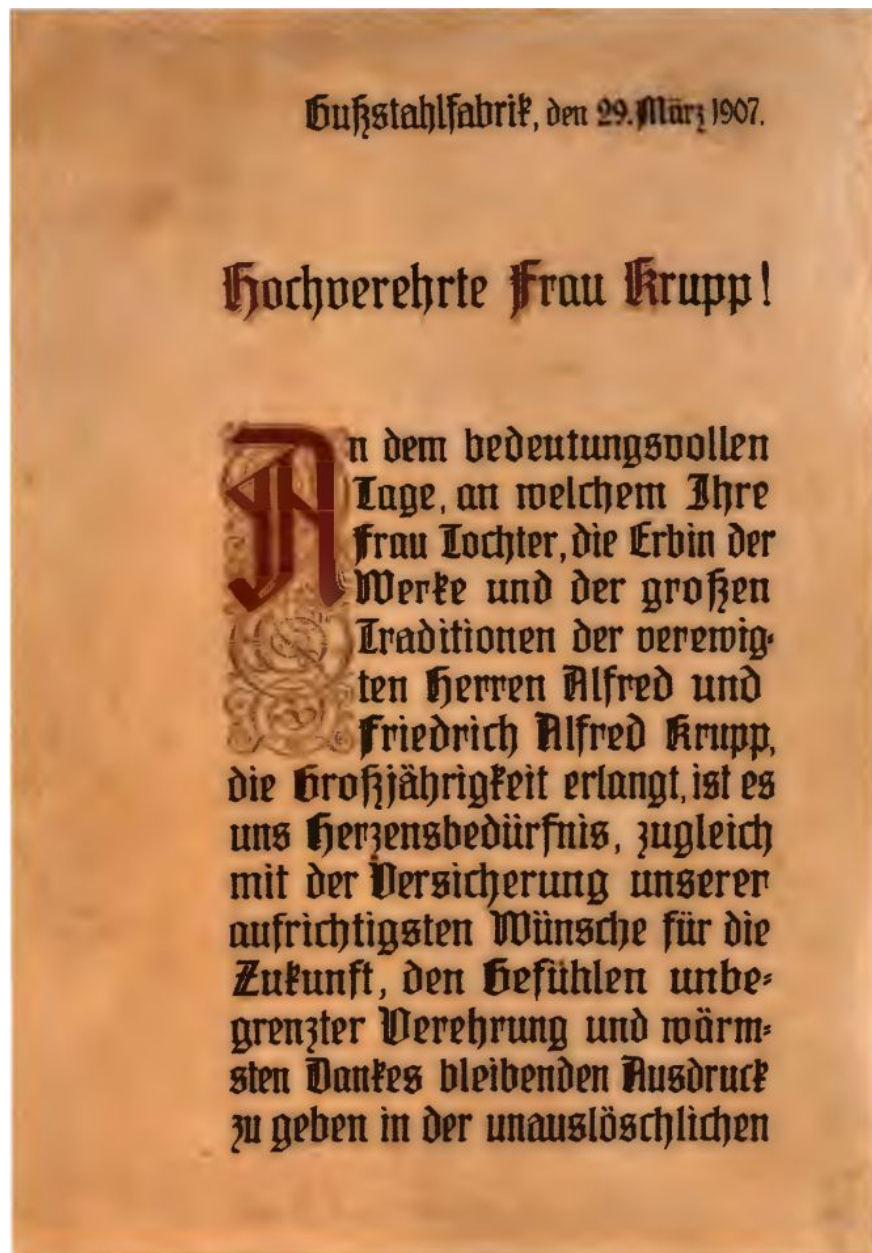 Gußstahlfabrik, den 29. März 1907.
Hochverehrte Frau Krupp!
An dem bedeutungsvollen
Tage, an welchem Ihre
Frau Tochter, die Erbin der
Werke und der großen
Traditionen der verewig-
ten Herren Alfred und
Friedrich Alfred Krupp,
die Großjährigkeit erlangt, ist es
uns Herzensbedürfnis, zugleich
mit der Versicherung unserer
aufrichtigsten Wünsche für die
Zukunft, den Gefühlen unbe-
grenzter Verehrung und wärm-
sten Dankes bleibenden Ausdruck
zu geben in der unauslöschlichen